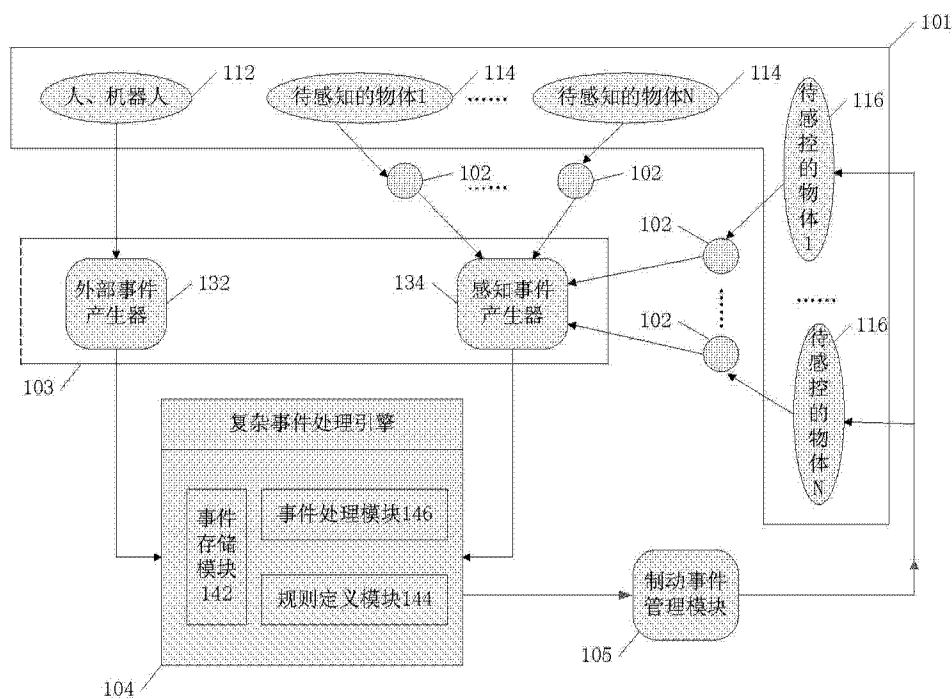 101
人、机器人
112
待感知的物体1
114
……
待感知的物体N
114
待感控的物体1
116
102
……
102
102
外部事件
产生器
132
134
感知事件
产生器
……
……
102
116
待感控的物体N
103
复杂事件处理引擎
事件
存储
模块
142
事件处理模块146
规则定义模块144
制动事件
管理模块
105
104